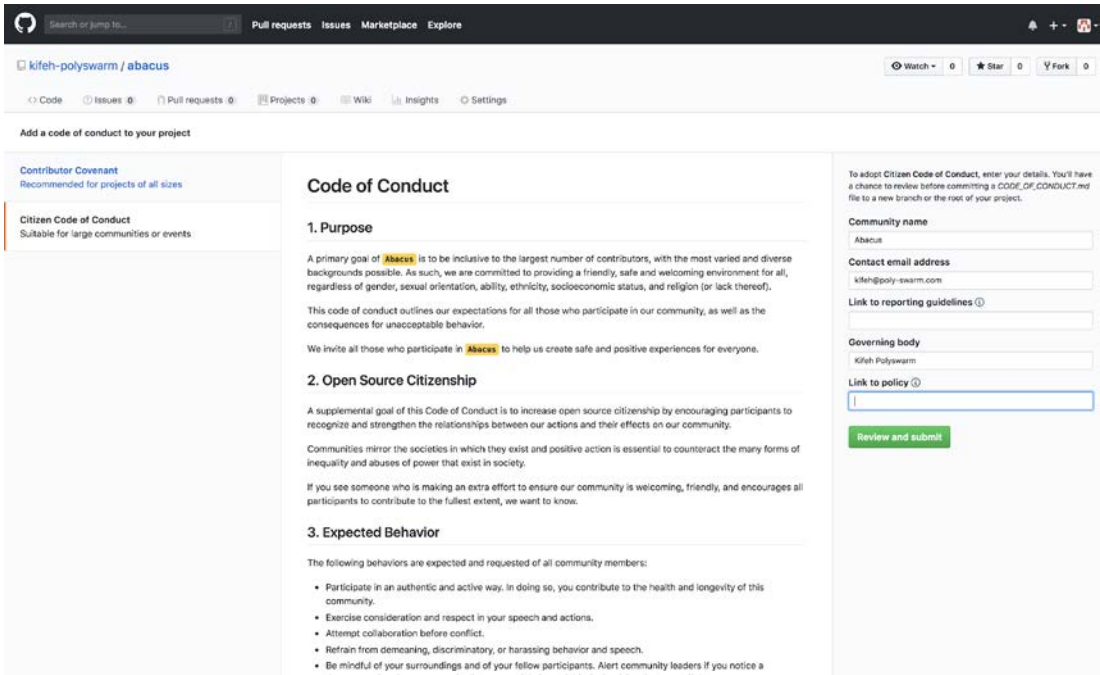 Search or jump to... /
Pull requests Issues Marketplace Explore
kifeh-polyswarm / abacus
Watch 0 Star 0 Fork 0
Code Issues 0 Pull requests 0 Projects 0 Wiki Insights Settings
Add a code of conduct to your project
Contributor Covenant
Recommended for projects of all sizes
Citizen Code of Conduct
Suitable for large communities or events
Code of Conduct
1. Purpose
A primary goal of Abacus is to be inclusive to the largest number of contributors, with the most varied and diverse
backgrounds possible. As such, we are committed to providing a friendly, safe and welcoming environment for all,
regardless of gender, sexual orientation, ability, ethnicity, socioeconomic status, and religion (or lack thereof).
This code of conduct outlines our expectations for all those who participate in our community, as well as the
consequences for unacceptable behavior.
We invite all those who participate in Abacus to help us create safe and positive experiences for everyone.
2. Open Source Citizenship
A supplemental goal of this Code of Conduct is to increase open source citizenship by encouraging participants to
recognize and strengthen the relationships between our actions and their effects on our community.
Communities mirror the societies in which they exist and positive action is essential to counteract the many forms of
inequality and abuses of power that exist in society.
If you see someone who is making an extra effort to ensure our community is welcoming, friendly, and encourages all
participants to contribute to the fullest extent, we want to know.
3. Expected Behavior
The following behaviors are expected and requested of all community members:
• Participate in an authentic and active way. In doing so, you contribute to the health and longevity of this
community.
• Exercise consideration and respect in your speech and actions.
• Attempt collaboration before conflict.
• Refrain from demeaning, discriminatory, or harassing behavior and speech.
• Be mindful of your surroundings and of your fellow participants. Alert community leaders if you notice a
To adopt Citizen Code of Conduct, enter your details. You'll have
a chance to review before committing a CODE_OF_CONDUCT.md
file to a new branch or the root of your project.
Community name
Abacus
Contact email address
kifeh@poly-swarm.com
Link to reporting guidelines
Governing body
Kifeh Polyswarm
Link to policy
Review and submit